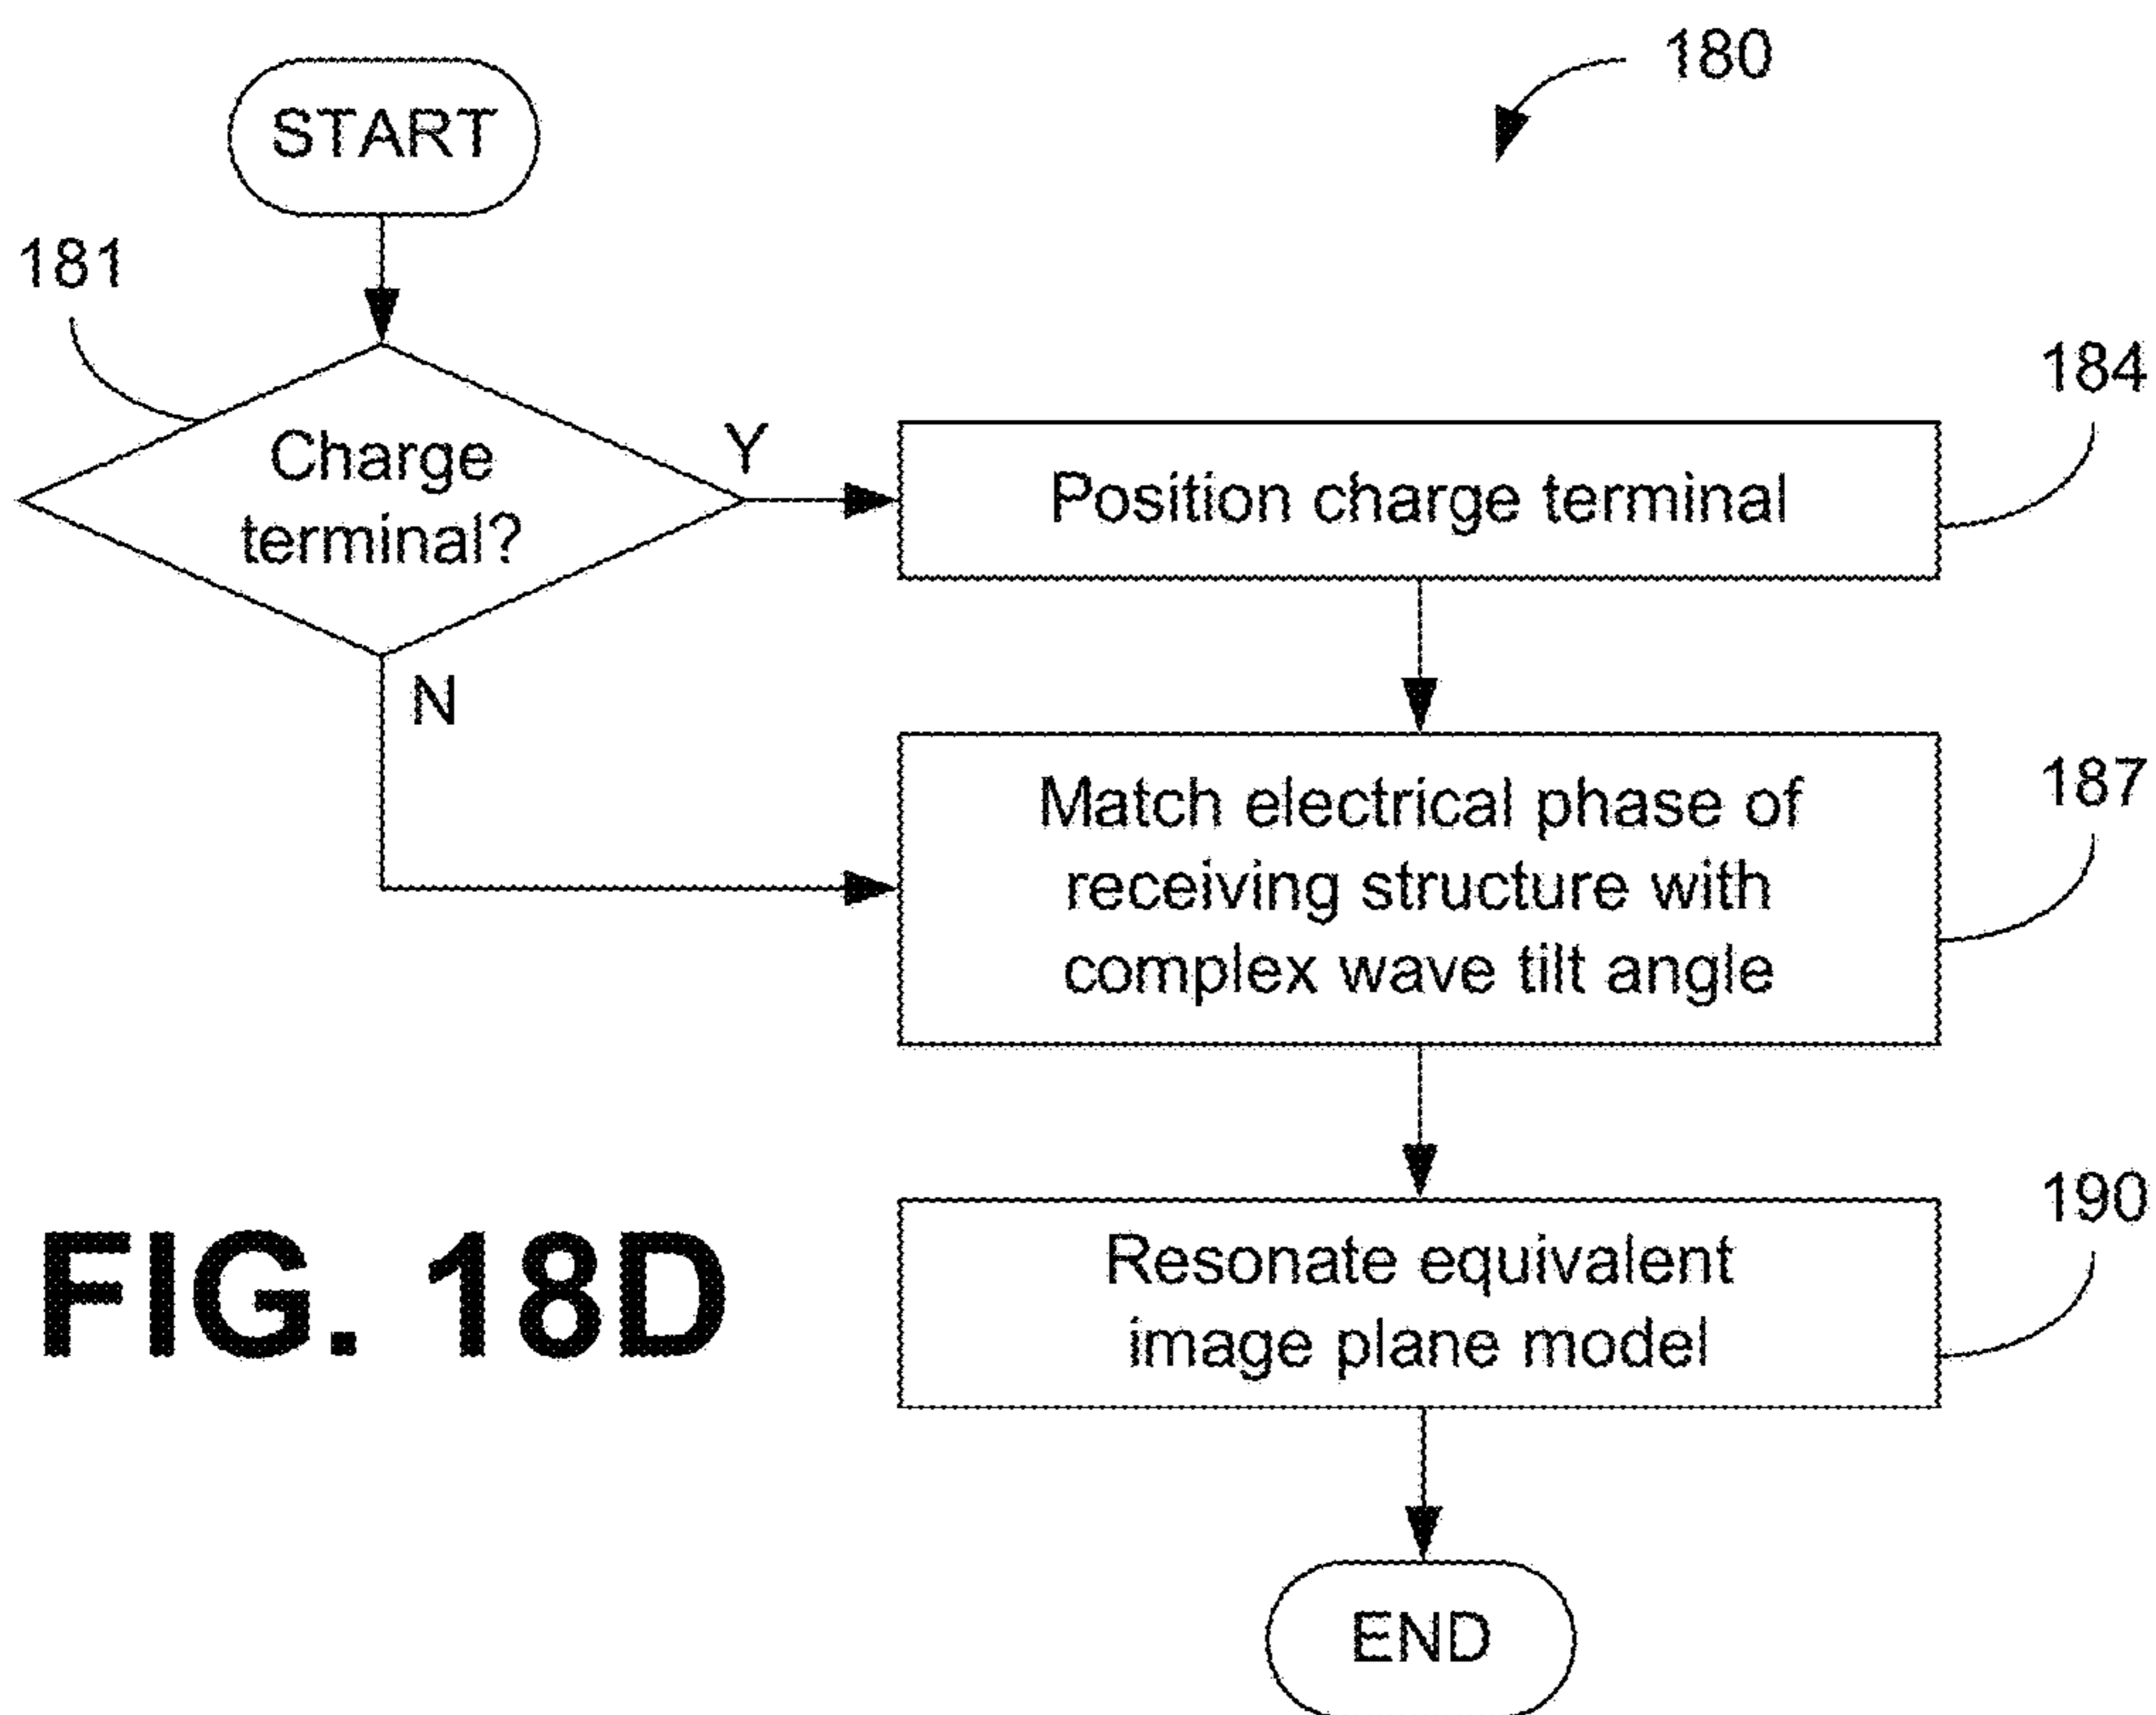 180
START
181
Charge
terminal?
Y
N
184
Position charge terminal
187
Match electrical phase of
receiving structure with
complex wave tilt angle
190
Resonate equivalent
image plane model
END
FIG. 18D